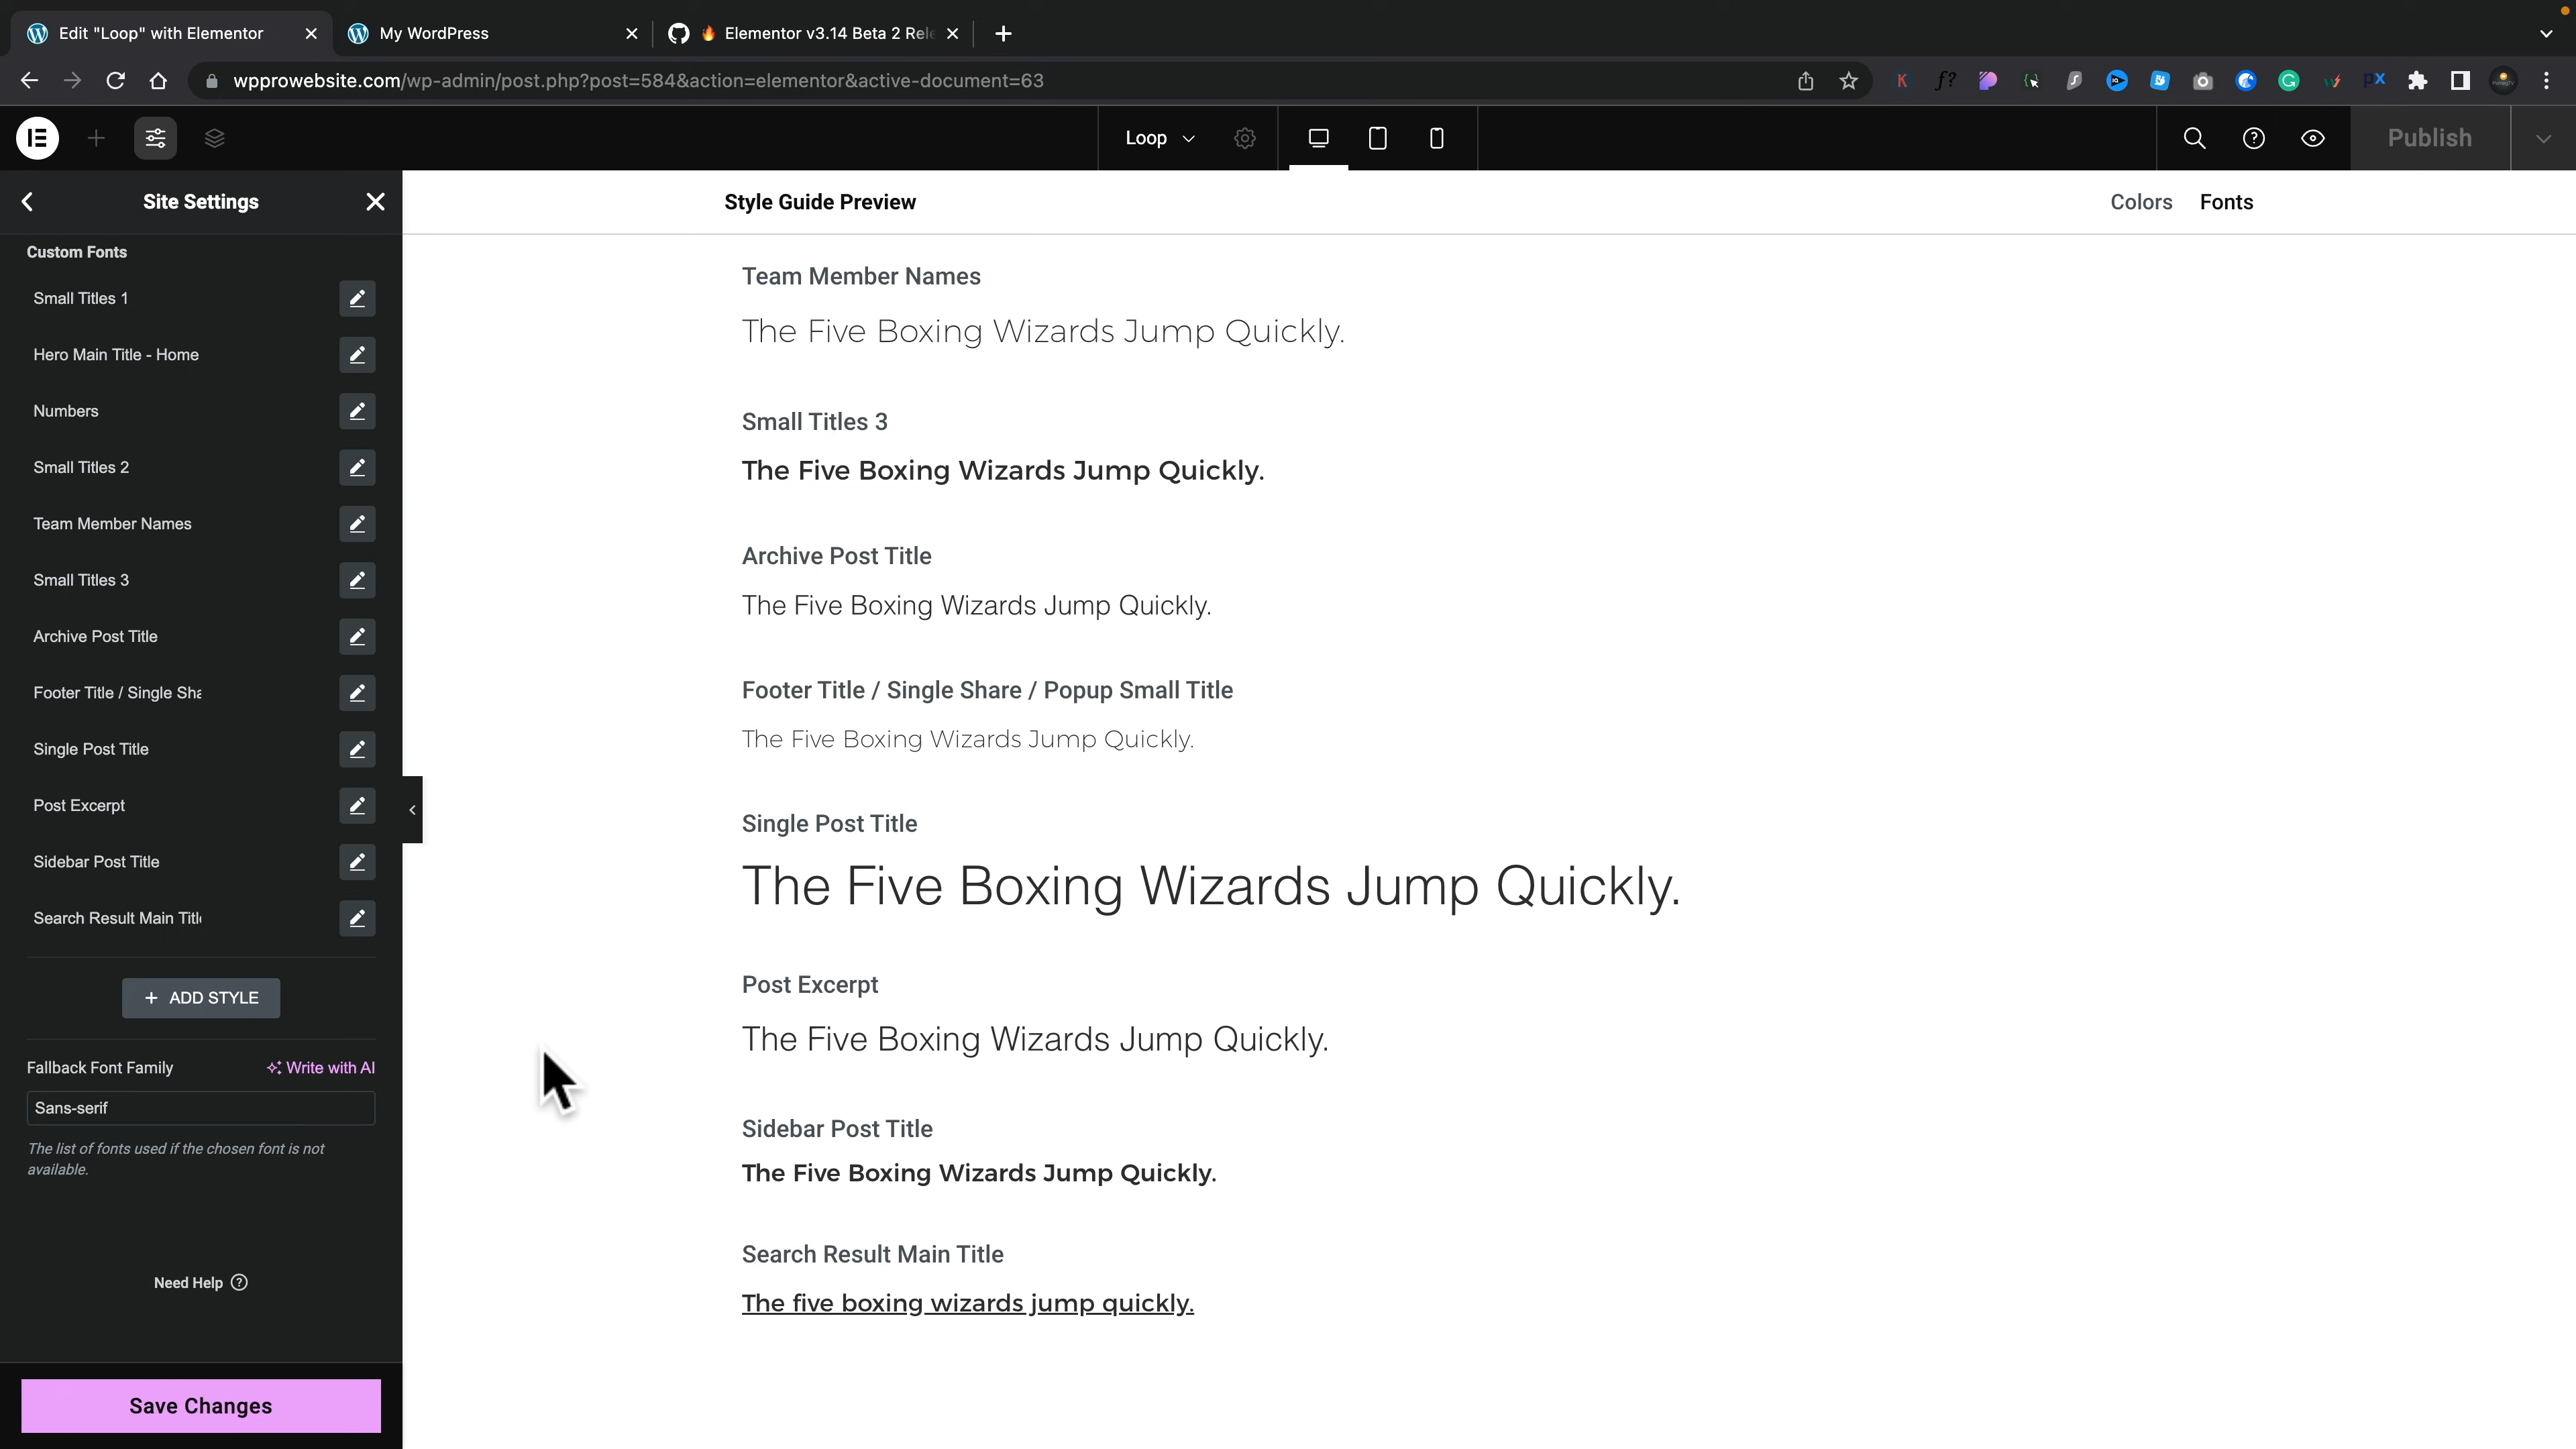 Edit "Loop" with Elementor
My WordPress
Elementor v3.14 Beta 2 Rele
wpprowebsite.com/wp-admin/post.php?post=584&action=elementor&active-document=63
Loop
Publish
Site Settings
Style Guide Preview
Colors
Fonts
Custom Fonts
Small Titles 1
Hero Main Title - Home
Numbers
Small Titles 2
Team Member Names
Small Titles 3
Archive Post Title
Footer Title / Single Sha
Single Post Title
Post Excerpt
Sidebar Post Title
Search Result Main Title
+ ADD STYLE
Fallback Font Family
Write with AI
Sans-serif
The list of fonts used if the chosen font is not
available.
Need Help
Save Changes
Team Member Names
The Five Boxing Wizards Jump Quickly.
Small Titles 3
The Five Boxing Wizards Jump Quickly.
Archive Post Title
The Five Boxing Wizards Jump Quickly.
Footer Title / Single Share / Popup Small Title
The Five Boxing Wizards Jump Quickly.
Single Post Title
The Five Boxing Wizards Jump Quickly.
Post Excerpt
The Five Boxing Wizards Jump Quickly.
Sidebar Post Title
The Five Boxing Wizards Jump Quickly.
Search Result Main Title
The five boxing wizards jump quickly.